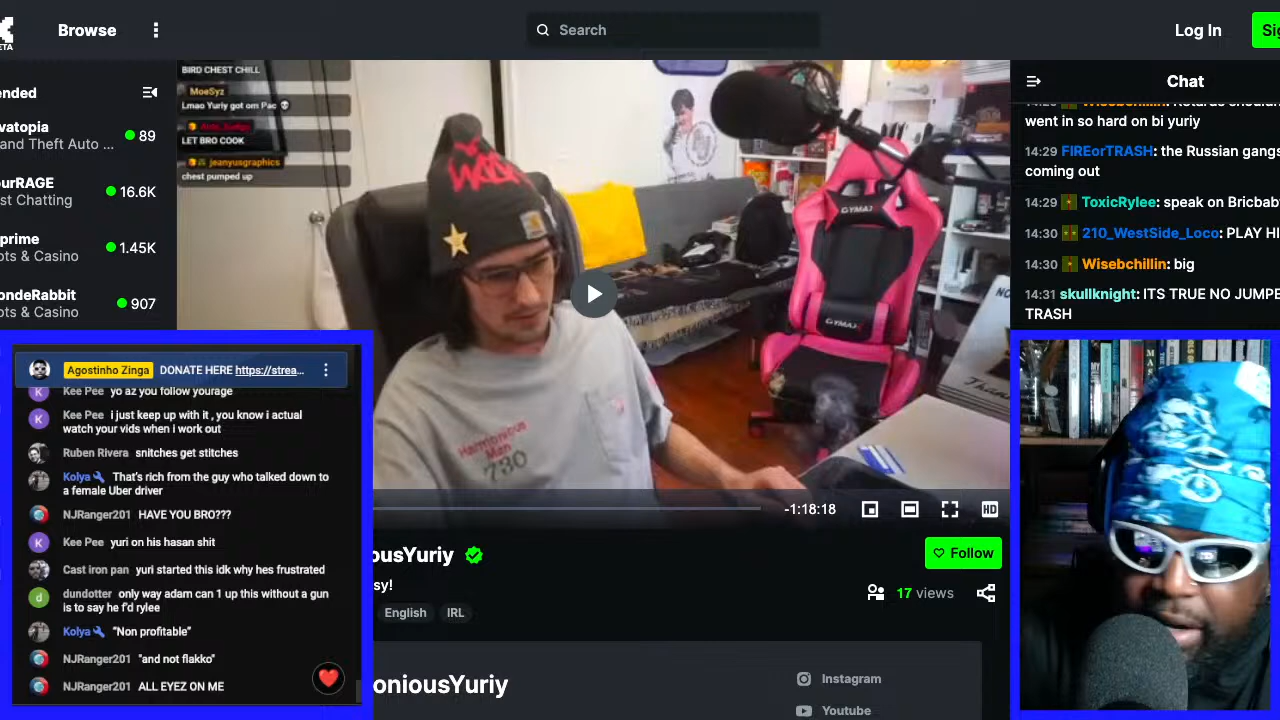 ETA
Browse
Search
Log In
ended
vatopia
and Theft Auto ...
89
ourRAGE
st Chatting
16.6K
prime
ots & Casino
1.45K
ondeRabbit
ots & Casino
907
BIRD CHEST CHILL
MoeSyz
Lmao Yuriy got om Pac 💀
LET BRO COOK
jeanyusgraphics
chest pumped up
GYMAX
GYMAX
Harmonious
Man
730
-1:18:18
HD
Chat
went in so hard on bi yuriy
14:29 FIREorTRASH: the Russian gangs
coming out
14:29 ToxicRylee: speak on Bricbab
14:30 210_WestSide_Loco: PLAY HI
14:30 Wisebchillin: big
14:31 skullknight: ITS TRUE NO JUMPE
TRASH
Agostinho Zinga DONATE HERE https://strea...
Kee Pee yo az you follow yourage
Kee Pee i just keep up with it , you know i actual
watch your vids when i work out
Ruben Rivera snitches get stitches
Kolya🔧 That's rich from the guy who talked down to
a female Uber driver
NJRanger201 HAVE YOU BRO???
Kee Pee yuri on his hasan shit
Cast iron pan yuri started this idk why hes frustrated
dundotter only way adam can 1 up this without a gun
is to say he f'd rylee
Kolya🔧 “Non profitable”
NJRanger201 "and not flakko"
NJRanger201 ALL EYEZ ON ME
ousYuriy
Follow
sy!
17 views
English
IRL
oniousYuriy
Instagram
Youtube